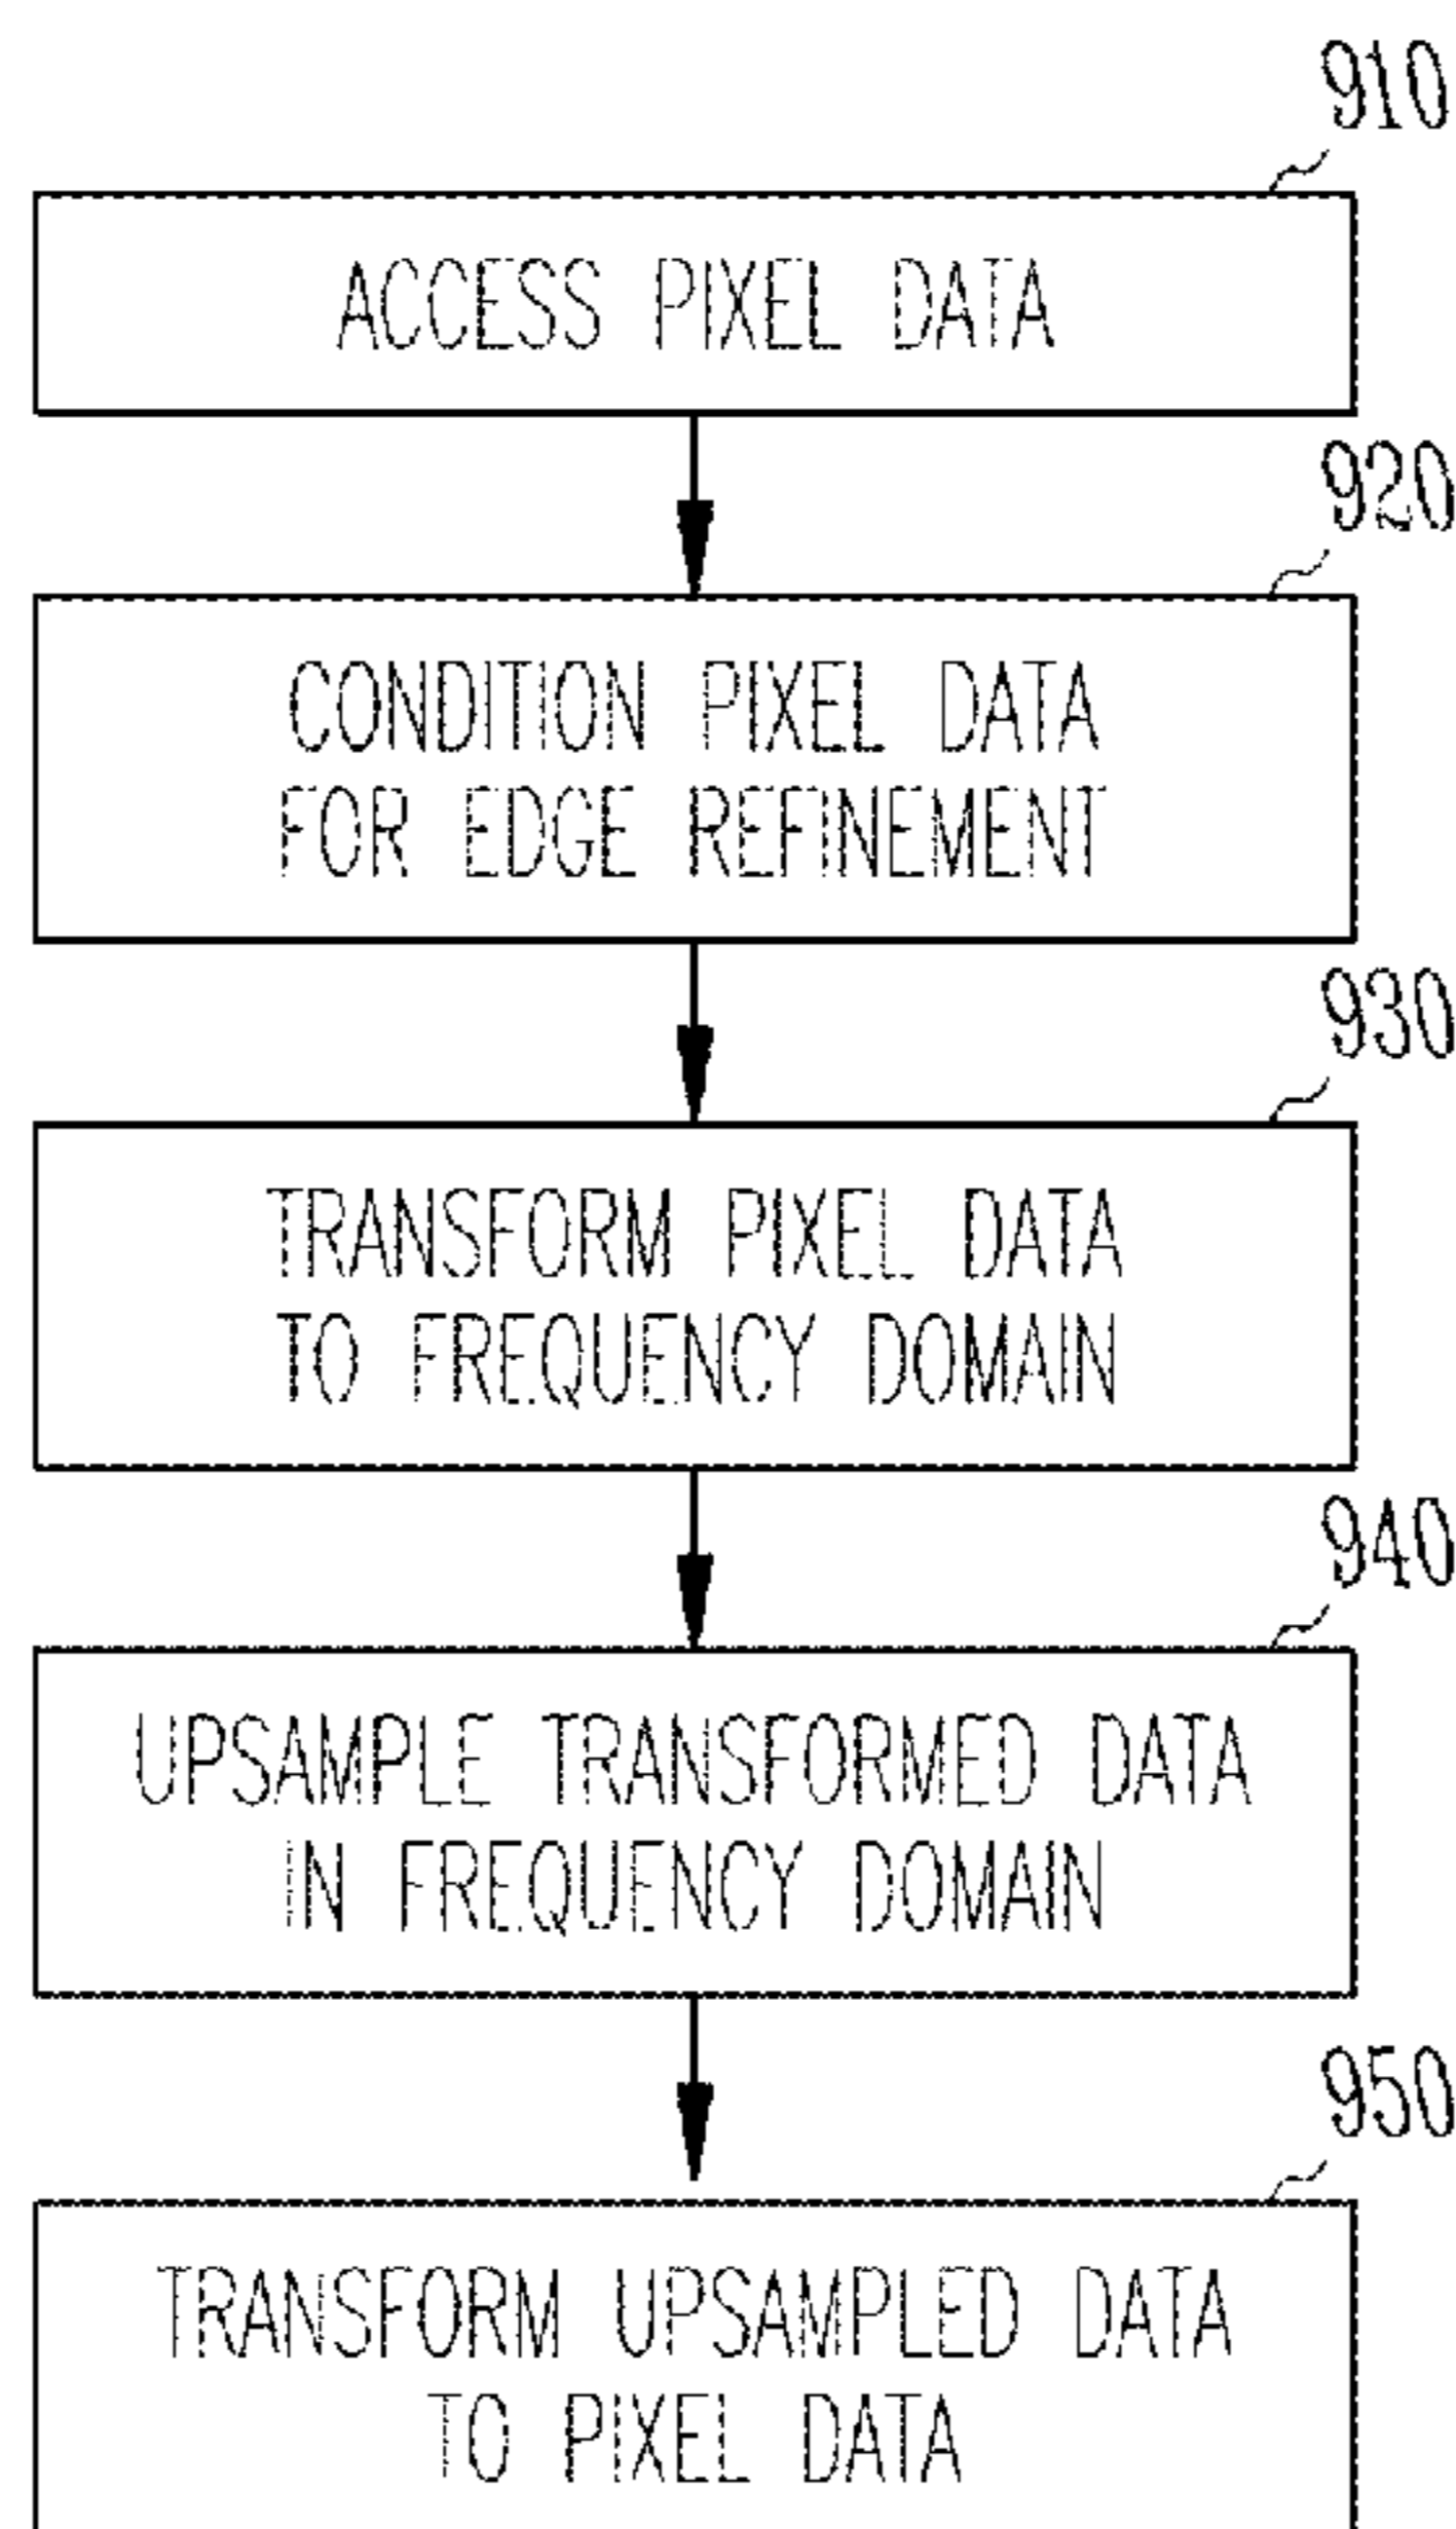 910
ACCESS PIXEL DATA
920
CONDITION PIXEL DATA
FOR EDGE REFINEMENT
930
TRANSFORM PIXEL DATA
TO FREQUENCY DOMAIN
940
UPSAMPLE TRANSFORMED DATA
IN FREQUENCY DOMAIN
950
TRANSFORM UPSAMPLED DATA
TO PIXEL DATA